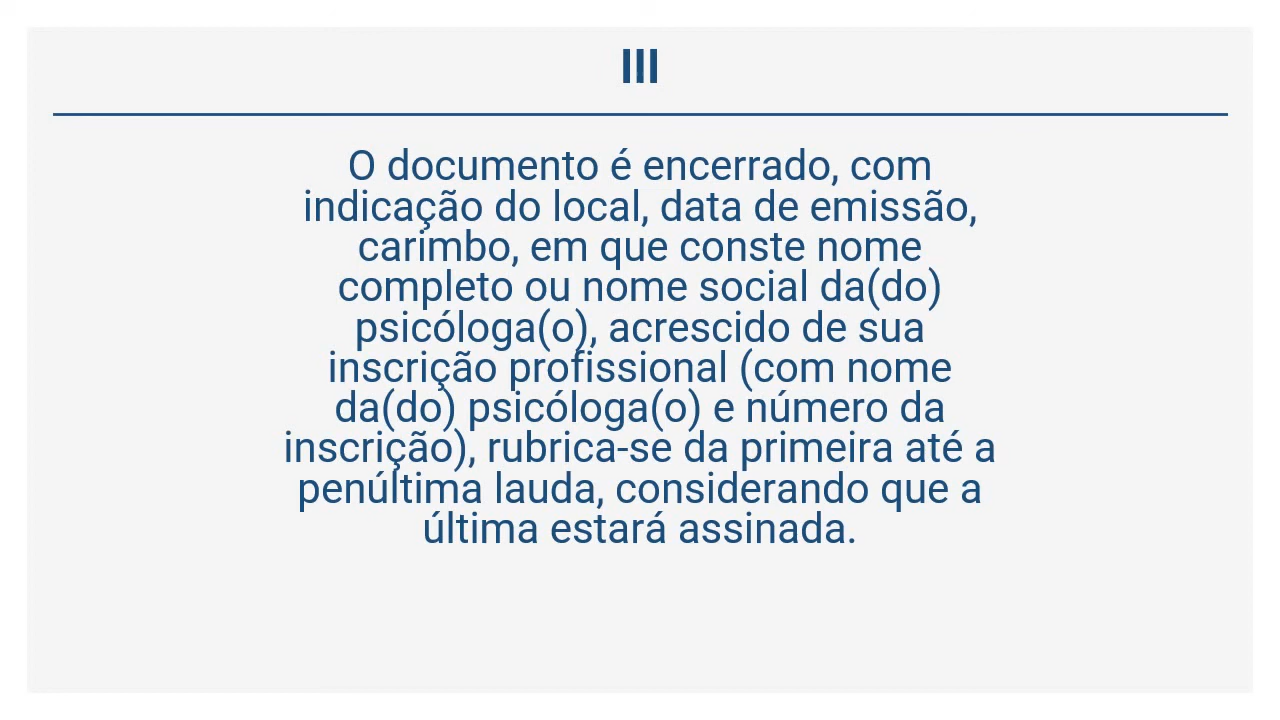 III
O documento é encerrado, com
indicação do local, data de emissão,
carimbo, em que conste nome
completo ou nome social da(do)
psicóloga(o), acrescido de sua
inscrição profissional (com nome
da(do) psicóloga(o) e número da
inscrição), rubrica-se da primeira até a
penúltima lauda, considerando que a
última estará assinada.